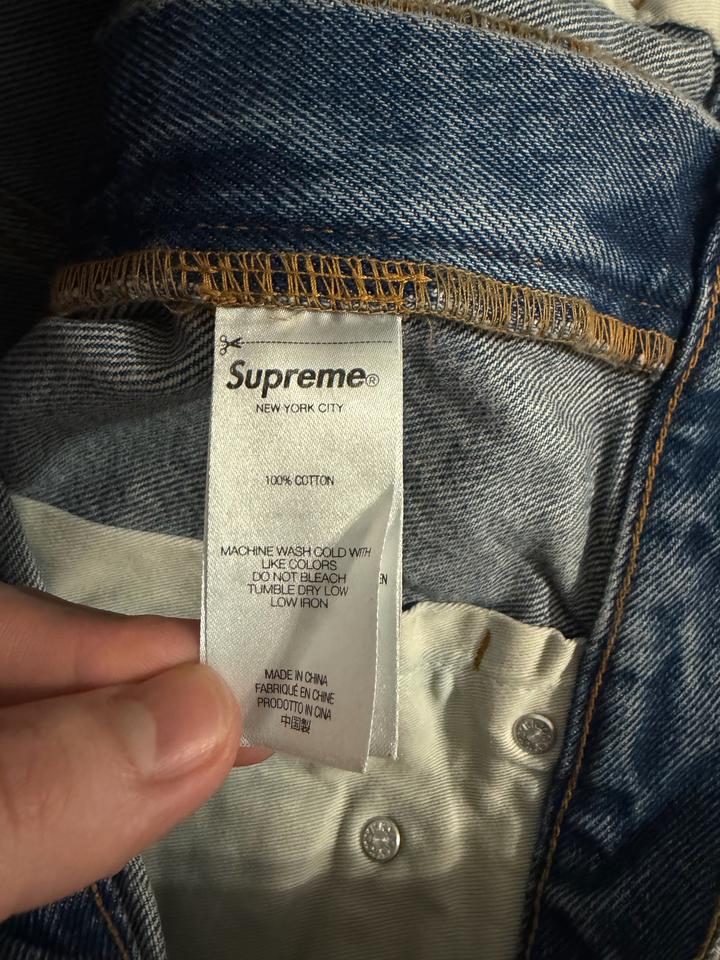 Supreme®
NEW YORK CITY
100% COTTON
MACHINE WASH COLD WITH
LIKE COLORS
DO NOT BLEACH
TUMBLE DRY LOW
LOW IRON
MADE IN CHINA
FABRIQUÉ EN CHINE
PRODOTTO IN CINA
中国製